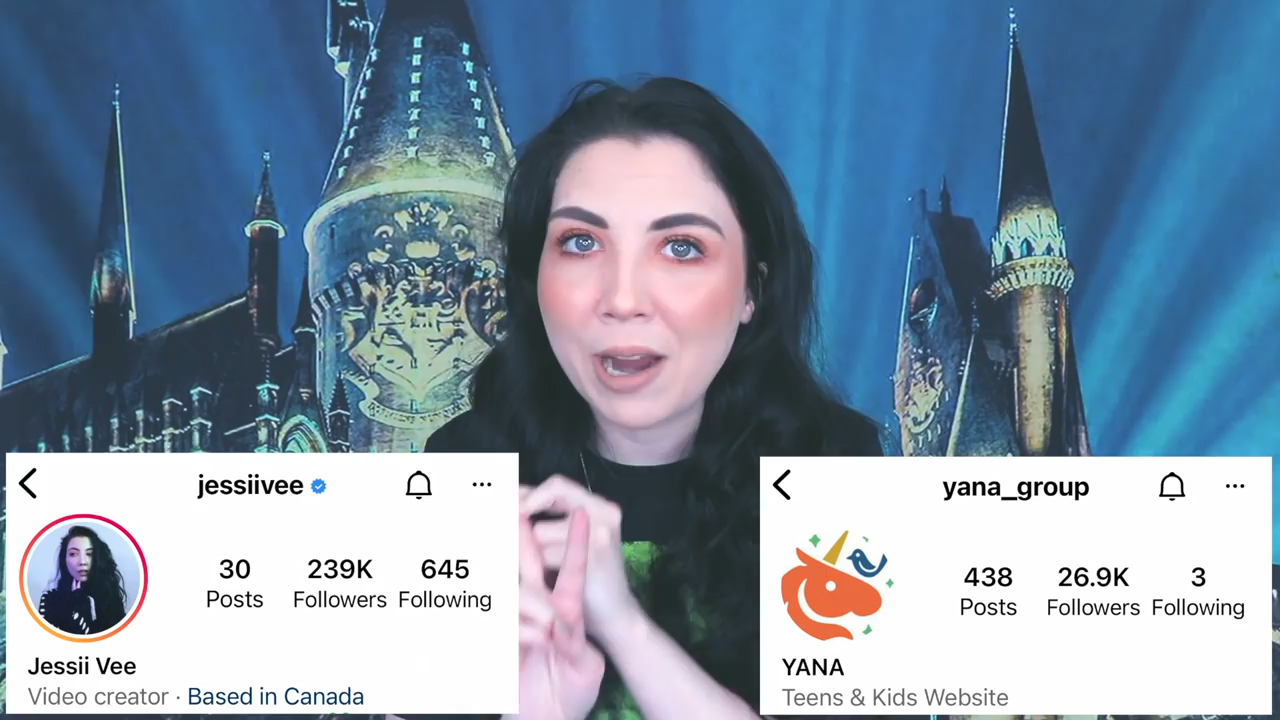 jessiivee
30 239K 645
Posts Followers Following
Jessii Vee
Video creator · Based in Canada
yana_group
438 26.9K 3
Posts Followers Following
YANA
Teens & Kids Website